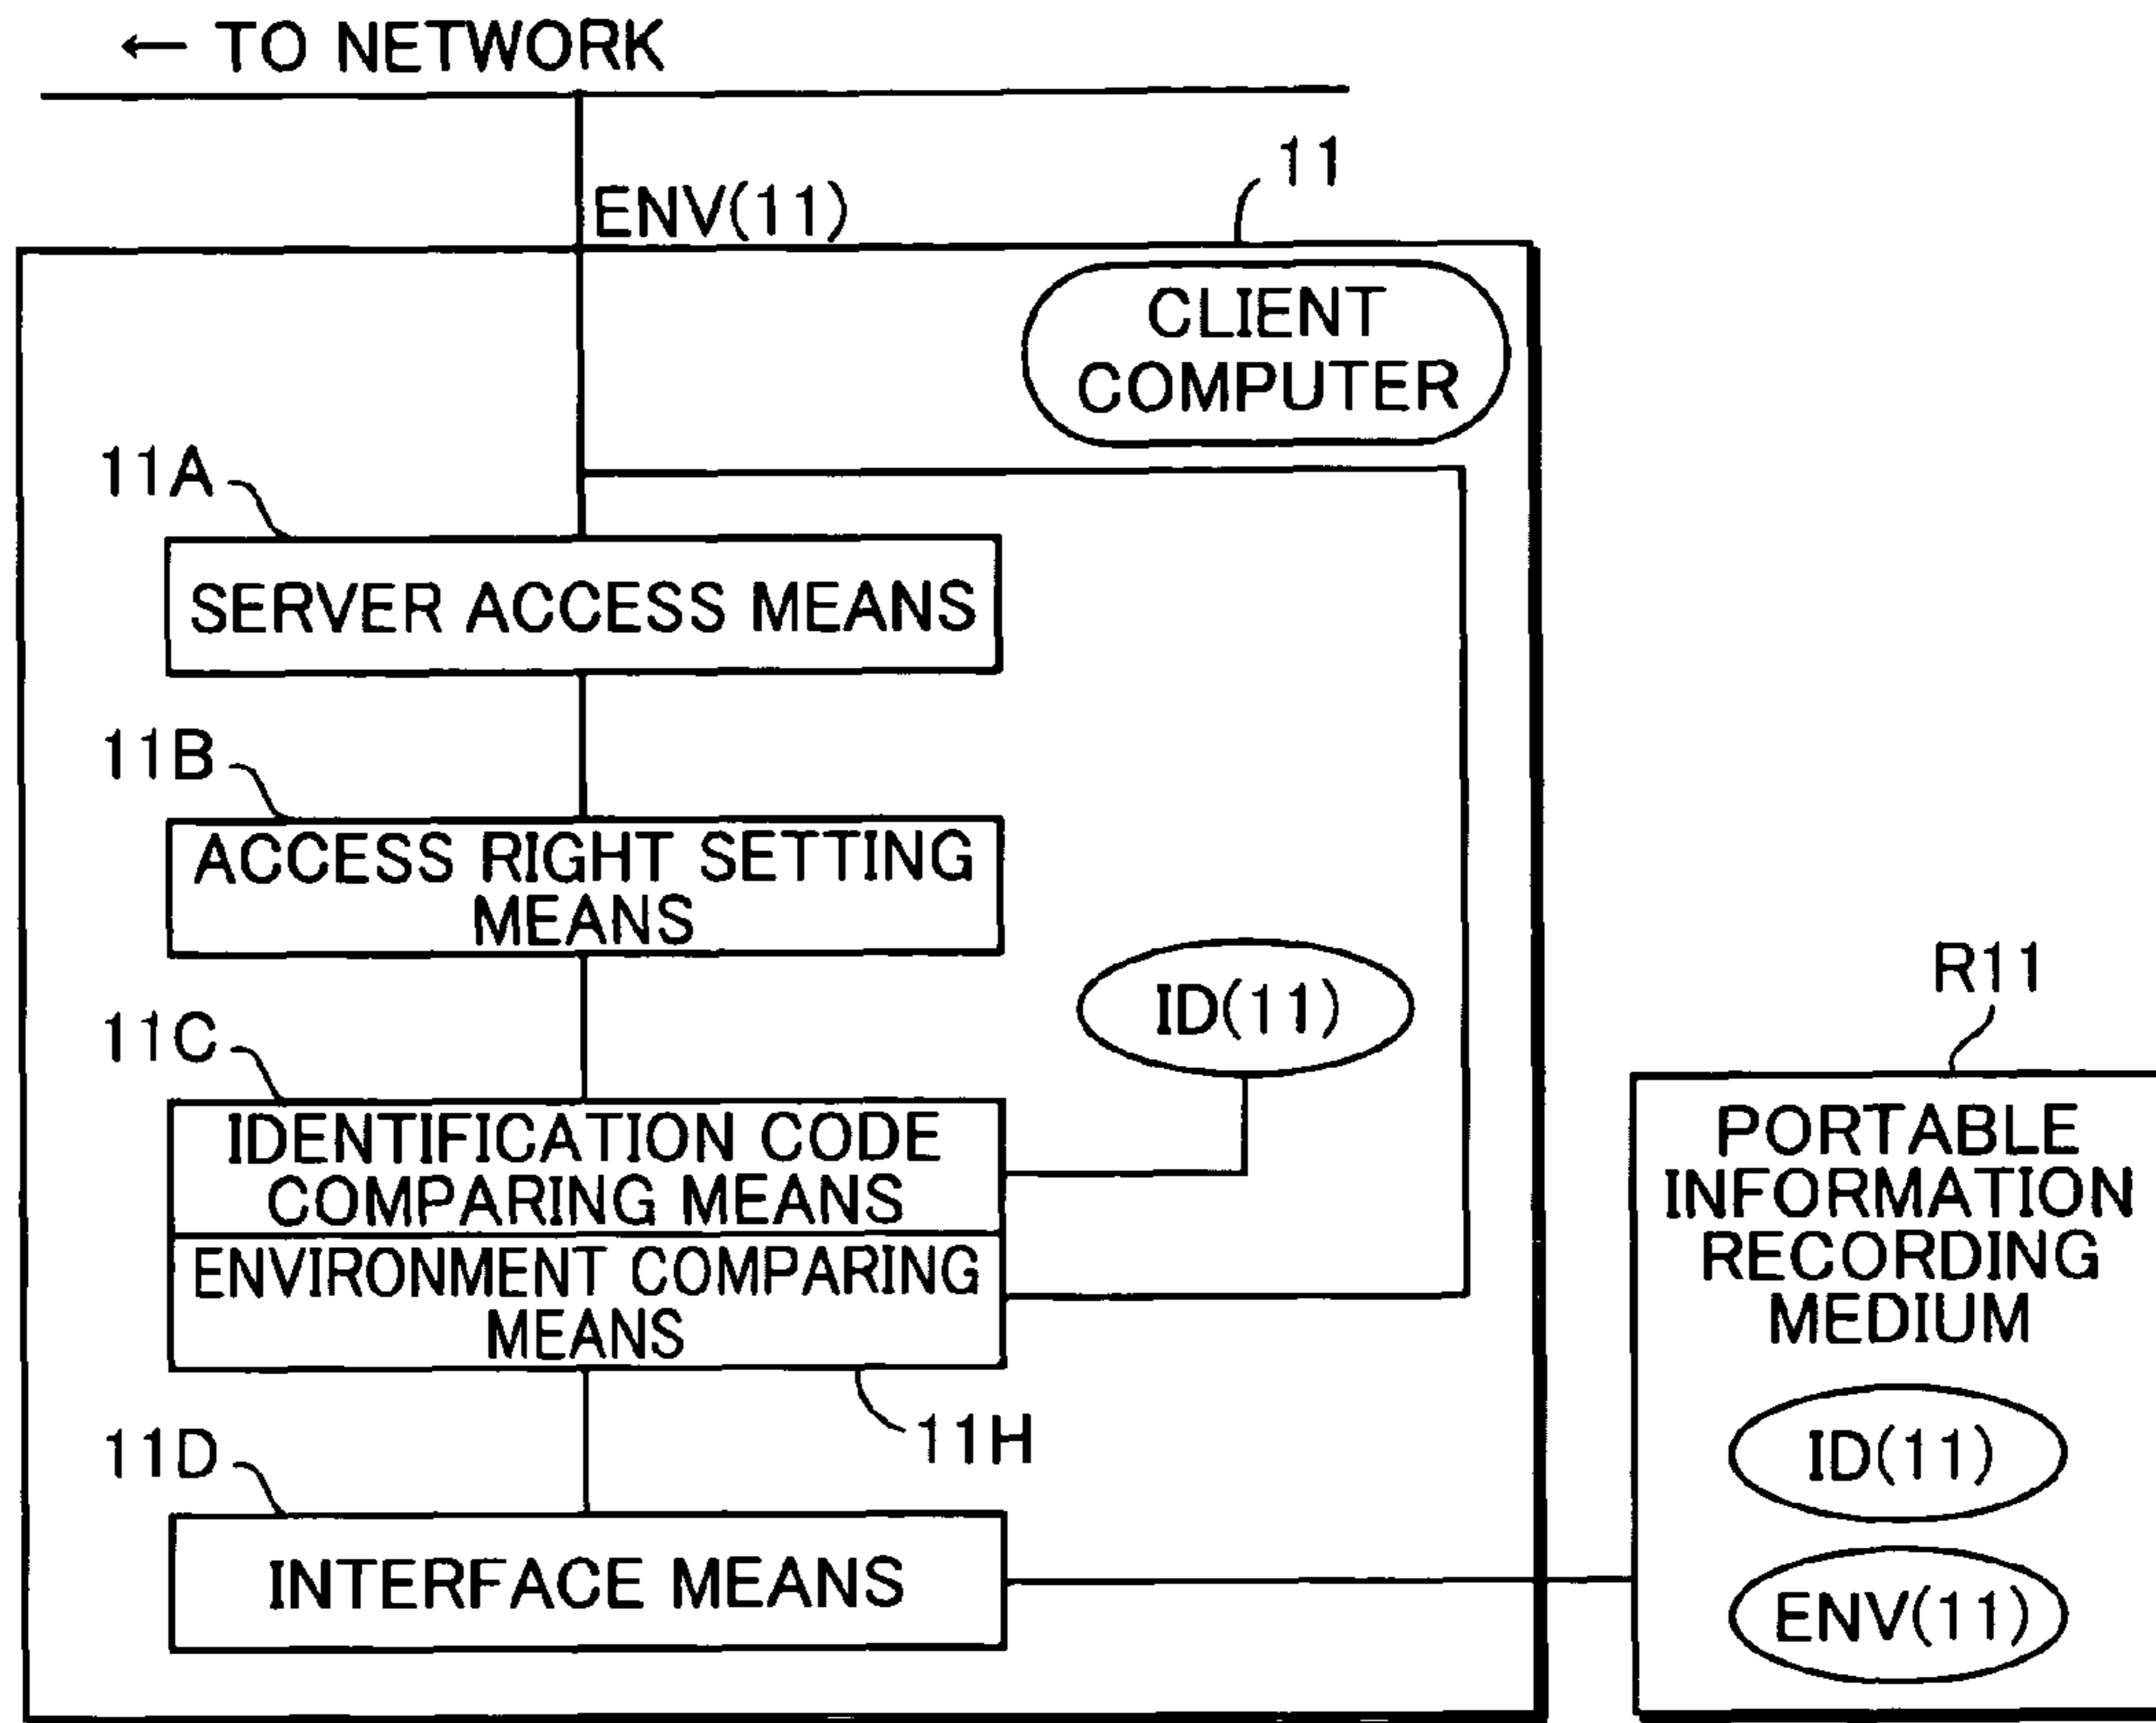 ← TO NETWORK
ENV(11)
11
CLIENT
COMPUTER
11A
SERVER ACCESS MEANS
11B
ACCESS RIGHT SETTING
MEANS
ID(11)
11C
IDENTIFICATION CODE
COMPARING MEANS
ENVIRONMENT COMPARING
MEANS
11H
11D
INTERFACE MEANS
R11
PORTABLE
INFORMATION
RECORDING
MEDIUM
ID(11)
ENV(11)